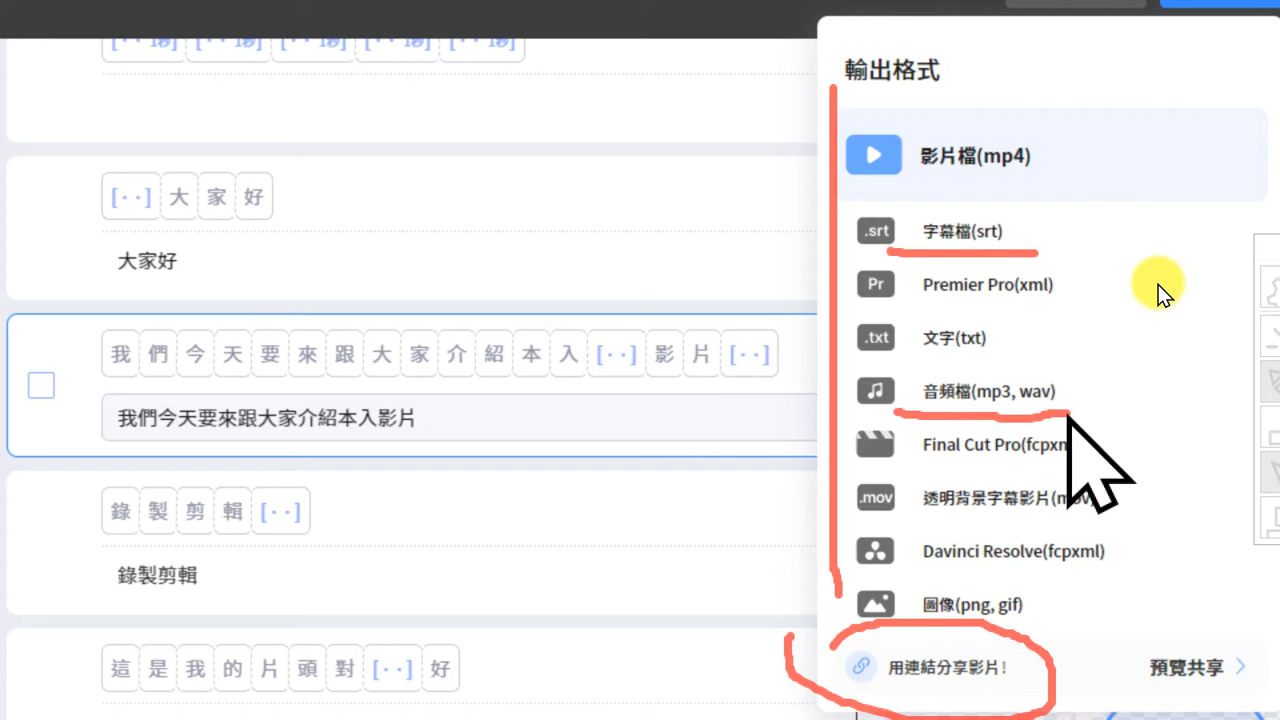 輸出格式
影片檔(mp4)
.srt 字幕檔(srt)
Pr Premier Pro(xml)
.txt 文字(txt)
音頻檔(mp3, wav)
Final Cut Pro(fcpxm
.mov 透明背景字幕影片(mov)
Davinci Resolve(fcpxml)
圖像(png, gif)
用連結分享影片!
預覽共享
[··] 大 家 好
大家好
我 們 今 天 要 來 跟 大 家 介 紹 本 入 [··] 影 片 [··]
我們今天要來跟大家介紹本入影片
錄 製 剪 輯 [··]
錄製剪輯
這 是 我 的 片 頭 對 [··] 好